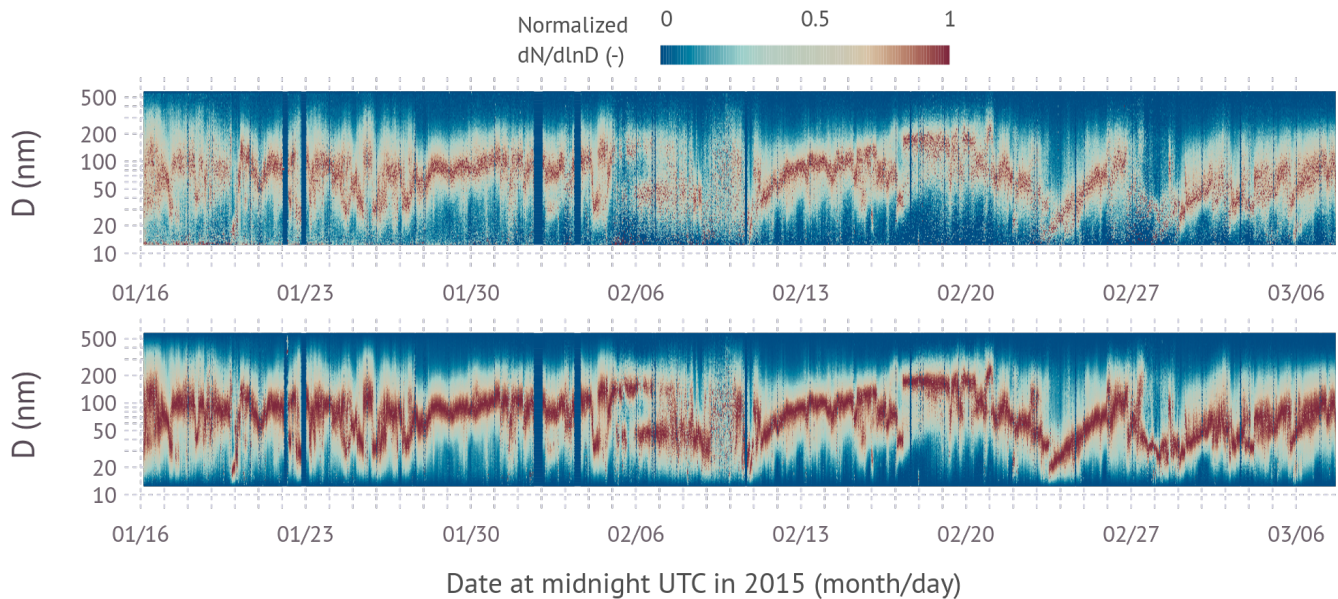 Normalized
dN/dlnD (-)
0 0.5 1
D (nm)
500
200
100
50
20
10
01/16 01/23 01/30 02/06 02/13 02/20 02/27 03/06
D (nm)
500
200
100
50
20
10
01/16 01/23 01/30 02/06 02/13 02/20 02/27 03/06
Date at midnight UTC in 2015 (month/day)